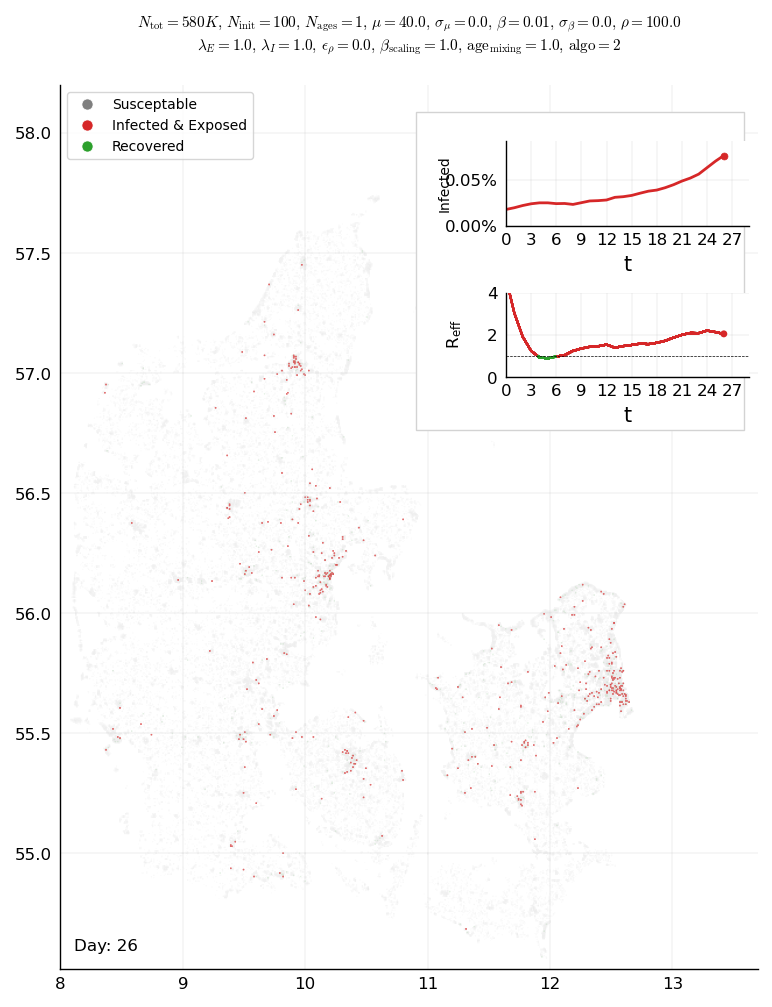 N_tot = 580K, N_init = 100, N_ages = 1, μ = 40.0, σ_μ = 0.0, β = 0.01, σ_β = 0.0, ρ = 100.0
λ_E = 1.0, λ_I = 1.0, ϵ_ρ = 0.0, β_scaling = 1.0, age_mixing = 1.0, algo = 2
Susceptable
Infected & Exposed
Recovered
Infected
0.05%
0.00%
0 3 6 9 12 15 18 21 24 27
t
R_eff
4
2
0
0 3 6 9 12 15 18 21 24 27
t
58.0
57.5
57.0
56.5
56.0
55.5
55.0
Day: 26
8 9 10 11 12 13